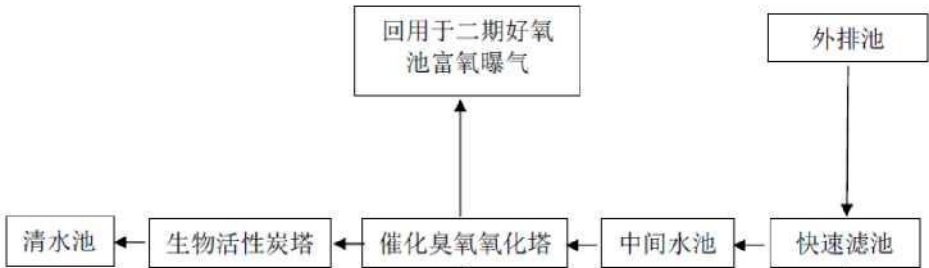 回用于二期好氧
池富氧曝气
外排池
清水池
生物活性炭塔
催化臭氧氧化塔
中间水池
快速滤池